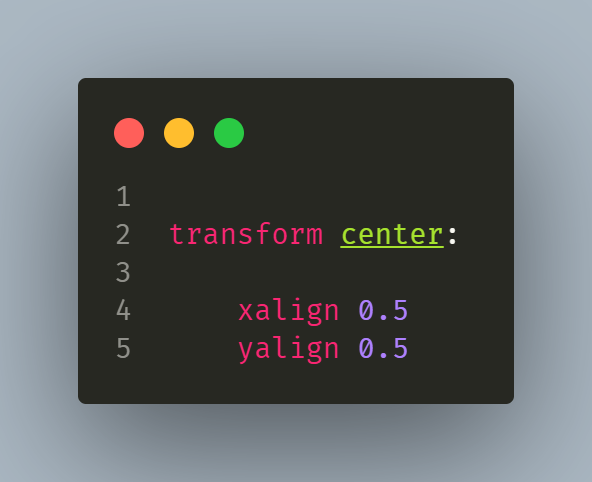 1
2 transform center:
3
4     xalign 0.5
5     yalign 0.5